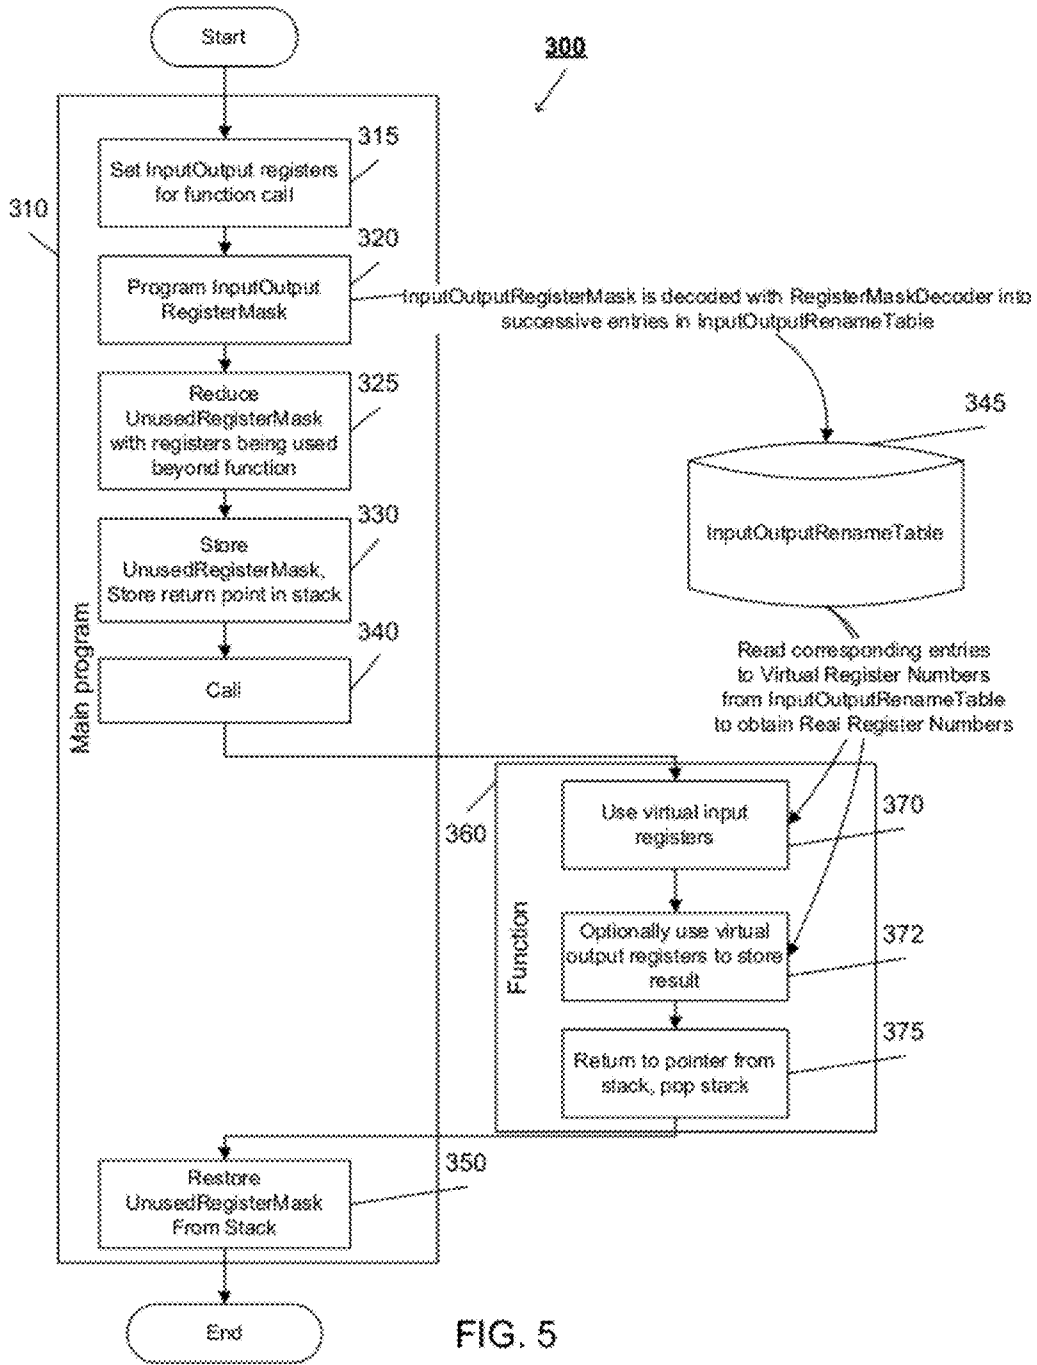 Start
300
315
Set InputOutput registers
for function call
310
320
Program InputOutput
RegisterMask
InputOutputRegisterMask is decoded with RegisterMaskDecoder into
successive entries in InputOutputRenameTable
325
Reduce
UnusedRegisterMask
with registers being used
beyond function
345
InputOutputRenameTable
330
Store
UnusedRegisterMask,
Store return point in stack
340
Call
Main program
Read corresponding entries
to Virtual Register Numbers
from InputOutputRenameTable
to obtain Real Register Numbers
360
Function
370
Use virtual input
registers
372
Optionally use virtual
output registers to store
result
375
Return to pointer from
stack, pop stack
350
Restore
UnusedRegisterMask
From Stack
End
FIG. 5